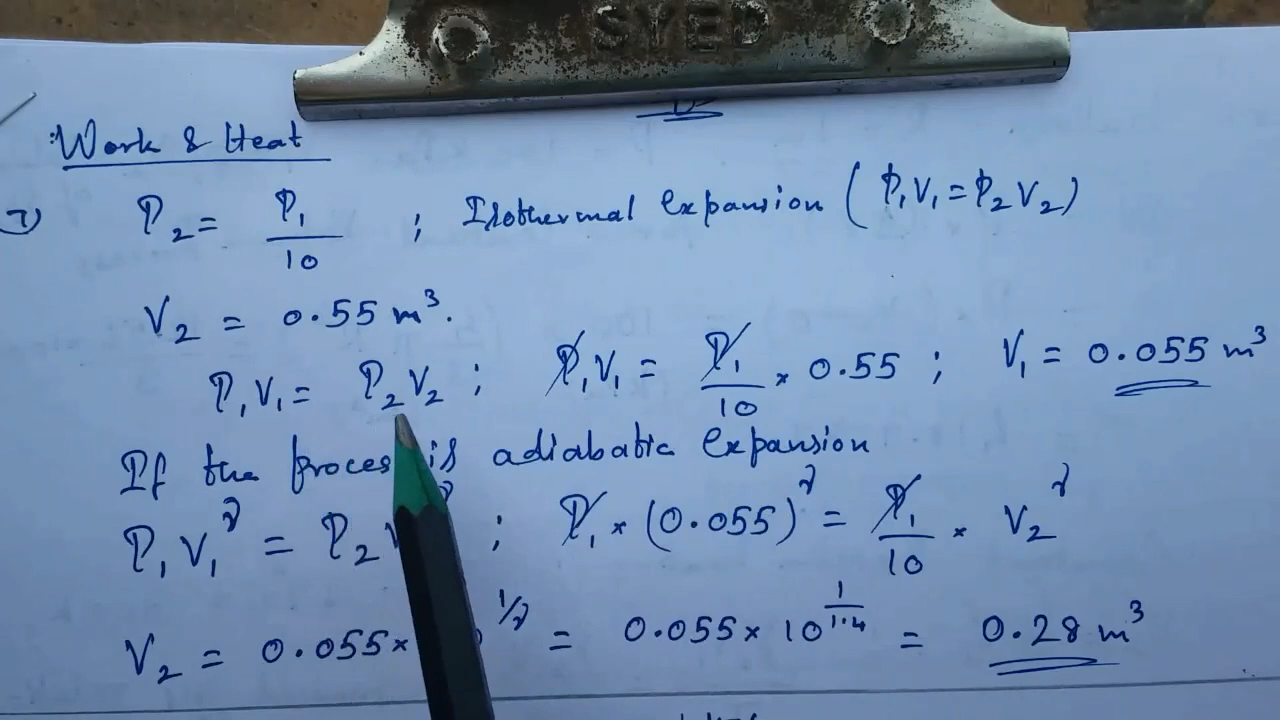 SYED
Work & Heat
7) P₂ = P₁/10 ; Isothermal Expansion (P₁V₁ = P₂V₂)
V₂ = 0.55 m³.
P₁V₁ = P₂V₂ ; P₁V₁ = P₁/10 × 0.55 ; V₁ = 0.055 m³
If the is adiabatic Expansion
P₁V₁^γ = P₂ ; P₁ × (0.055)^γ = P₁/10 × V₂^γ
V₂ = 0.055 × ^1/γ = 0.055 × 10^1/1.4 = 0.28 m³